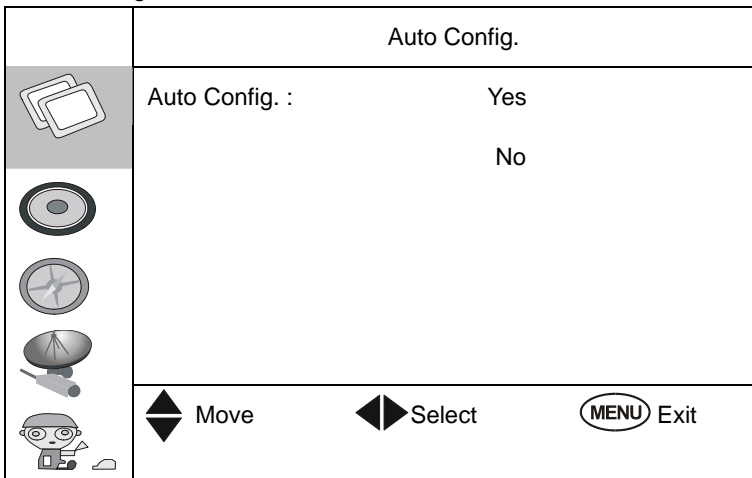 Auto Config.
Auto Config. : Yes
No
Move Select MENU Exit